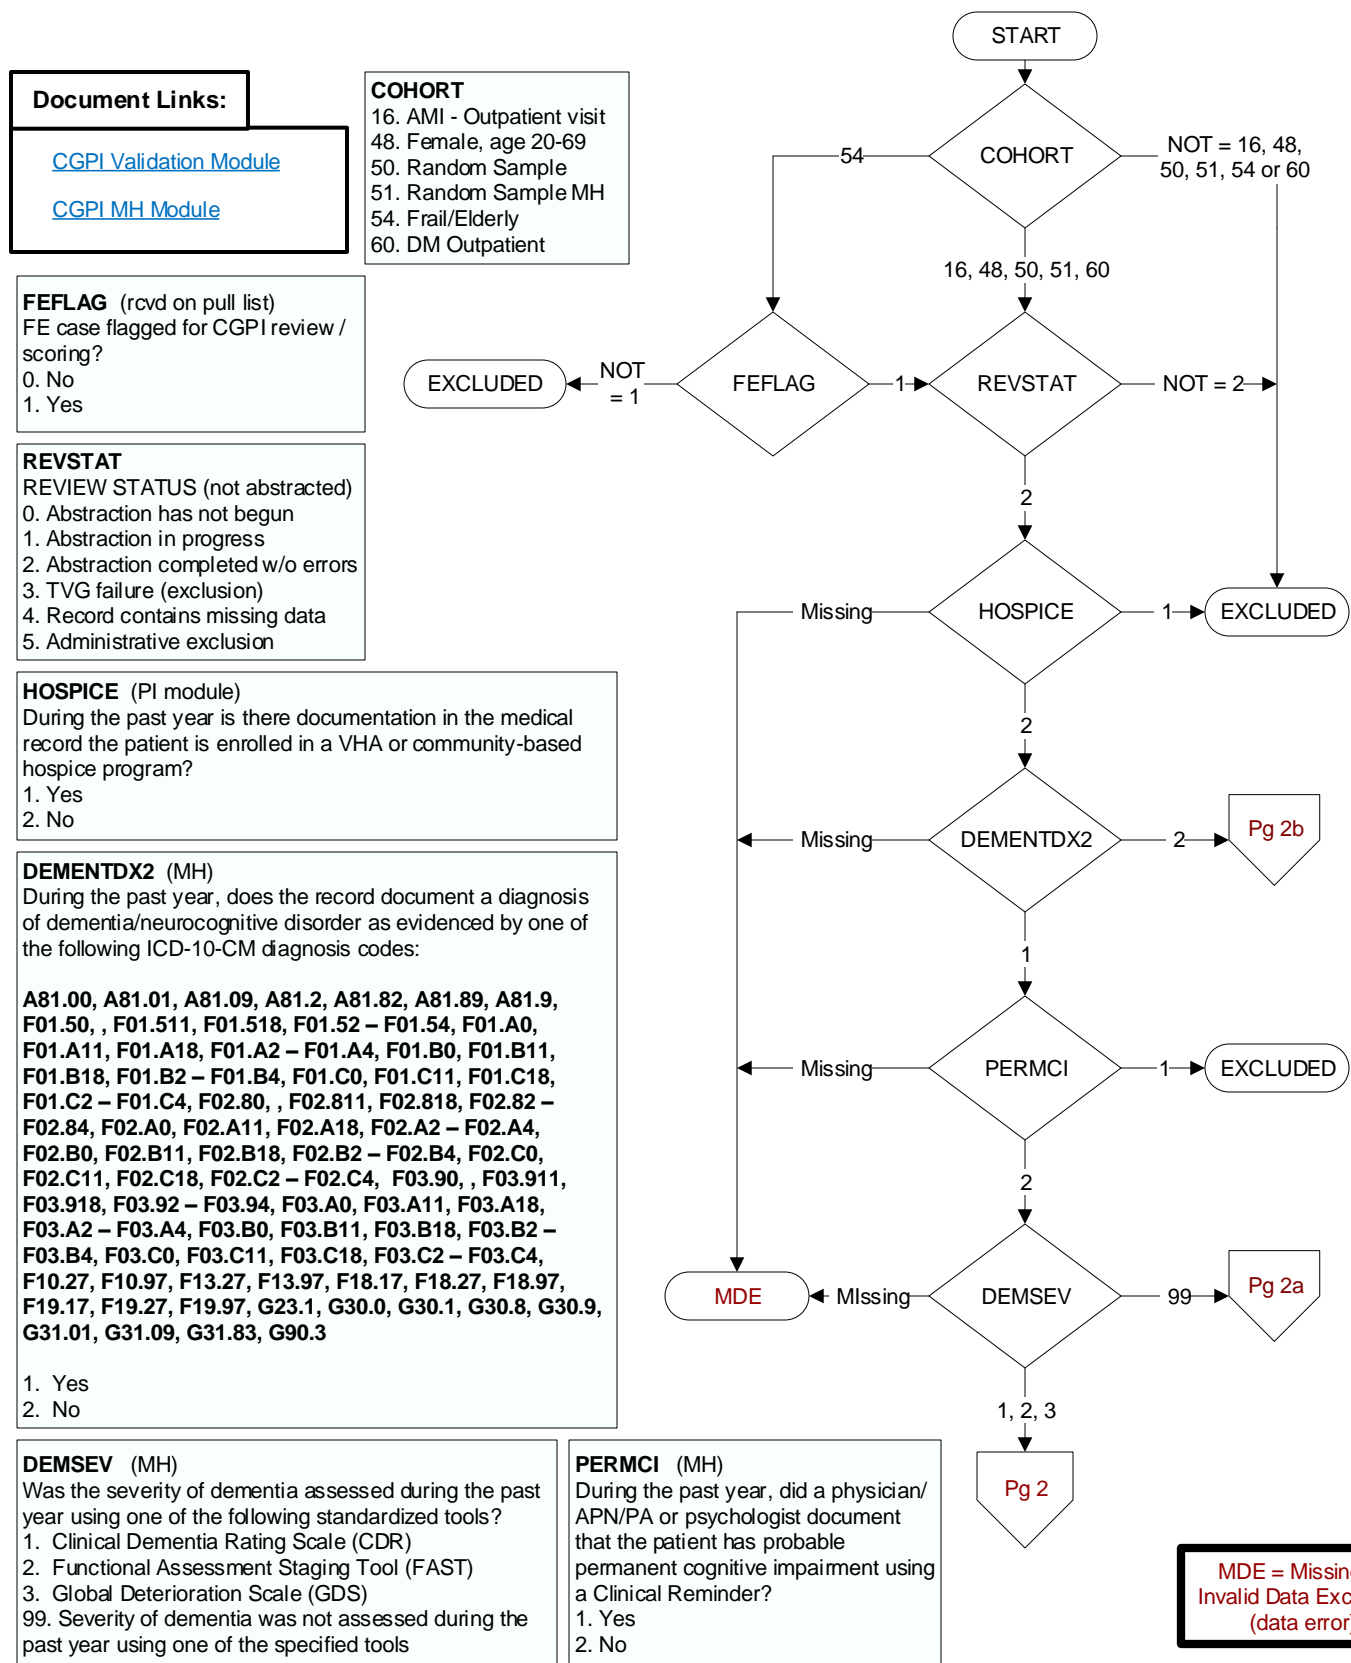 START
Document Links:
CGPI Validation Module
CGPI MH Module
COHORT
16. AMI - Outpatient visit
48. Female, age 20-69
50. Random Sample
51. Random Sample MH
54. Frail/Elderly
60. DM Outpatient
COHORT
54
NOT = 16, 48,
50, 51, 54 or 60
16, 48, 50, 51, 60
FEFLAG (rcvd on pull list)
FE case flagged for CGPI review /
scoring?
0. No
1. Yes
EXCLUDED
NOT
= 1
FEFLAG
1
REVSTAT
NOT = 2
2
REVSTAT
REVIEW STATUS (not abstracted)
0. Abstraction has not begun
1. Abstraction in progress
2. Abstraction completed w/o errors
3. TVG failure (exclusion)
4. Record contains missing data
5. Administrative exclusion
Missing
HOSPICE
1
EXCLUDED
2
HOSPICE (PI module)
During the past year is there documentation in the medical
record the patient is enrolled in a VHA or community-based
hospice program?
1. Yes
2. No
Missing
DEMENTDX2
2
Pg 2b
1
DEMENTDX2 (MH)
During the past year, does the record document a diagnosis
of dementia/neurocognitive disorder as evidenced by one of
the following ICD-10-CM diagnosis codes:
A81.00, A81.01, A81.09, A81.2, A81.82, A81.89, A81.9,
F01.50, , F01.511, F01.518, F01.52 – F01.54, F01.A0,
F01.A11, F01.A18, F01.A2 – F01.A4, F01.B0, F01.B11,
F01.B18, F01.B2 – F01.B4, F01.C0, F01.C11, F01.C18,
F01.C2 – F01.C4, F02.80, , F02.811, F02.818, F02.82 –
F02.84, F02.A0, F02.A11, F02.A18, F02.A2 – F02.A4,
F02.B0, F02.B11, F02.B18, F02.B2 – F02.B4, F02.C0,
F02.C11, F02.C18, F02.C2 – F02.C4, F03.90, , F03.911,
F03.918, F03.92 – F03.94, F03.A0, F03.A11, F03.A18,
F03.A2 – F03.A4, F03.B0, F03.B11, F03.B18, F03.B2 –
F03.B4, F03.C0, F03.C11, F03.C18, F03.C2 – F03.C4,
F10.27, F10.97, F13.27, F13.97, F18.17, F18.27, F18.97,
F19.17, F19.27, F19.97, G23.1, G30.0, G30.1, G30.8, G30.9,
G31.01, G31.09, G31.83, G90.3
1. Yes
2. No
Missing
PERMCI
1
EXCLUDED
2
MDE
MIssing
DEMSEV
99
Pg 2a
1, 2, 3
Pg 2
DEMSEV (MH)
Was the severity of dementia assessed during the past
year using one of the following standardized tools?
1. Clinical Dementia Rating Scale (CDR)
2. Functional Assessment Staging Tool (FAST)
3. Global Deterioration Scale (GDS)
99. Severity of dementia was not assessed during the
past year using one of the specified tools
PERMCI (MH)
During the past year, did a physician/
APN/PA or psychologist document
that the patient has probable
permanent cognitive impairment using
a Clinical Reminder?
1. Yes
2. No
MDE = Missin
Invalid Data Exc
(data error